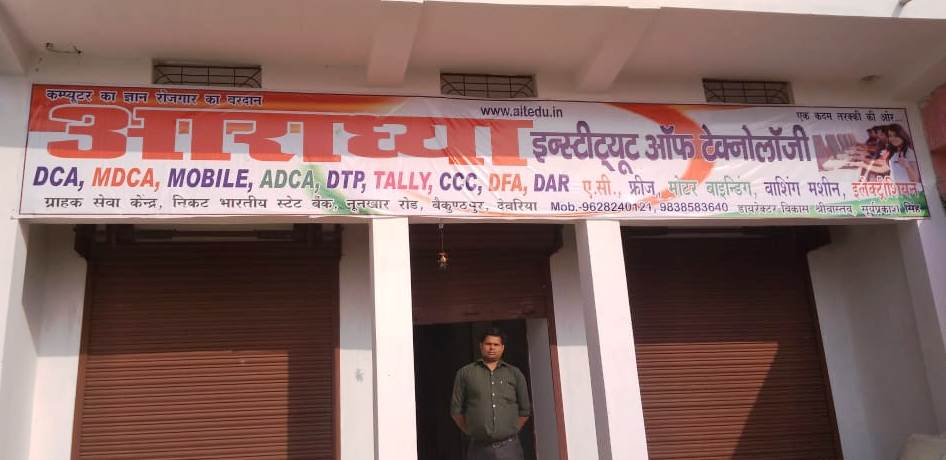 कम्प्यूटर का ज्ञान रोजगार का वरदान
www.aitedu.in
एक कदम तरक्की की ओर...
आराध्या इन्स्टीट्यूट ऑफ टेक्नोलॉजी
DCA, MDCA, MOBILE, ADCA, DTP, TALLY, CCC, DFA, DAR ए.सी., फ्रीज, मोटर बाइन्डिंग, वाशिंग मशीन, इलेक्ट्रीशियन
ग्राहक सेवा केन्द्र, निकट भारतीय स्टेट बैंक, नूनखार रोड, बैकुण्ठपुर, देवरिया Mob.-9628240121, 9838583640 डायरेक्टर-विकास श्रीवास्तव, सूर्यप्रकाश सिंह